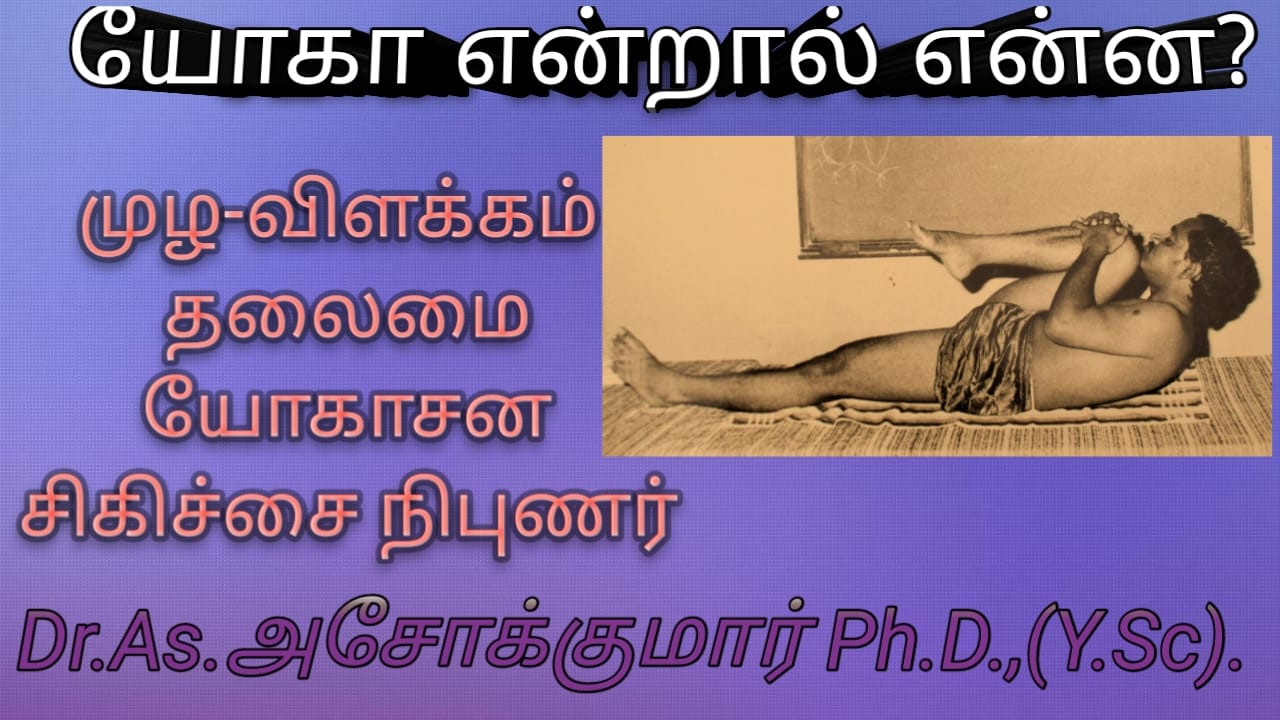 யோகா என்றால் என்ன?
முழ-விளக்கம்
தலைமை
யோகாசன
சிகிச்சை நிபுணர்
Dr.As.அசோக்குமார் Ph.D.,(Y.Sc).